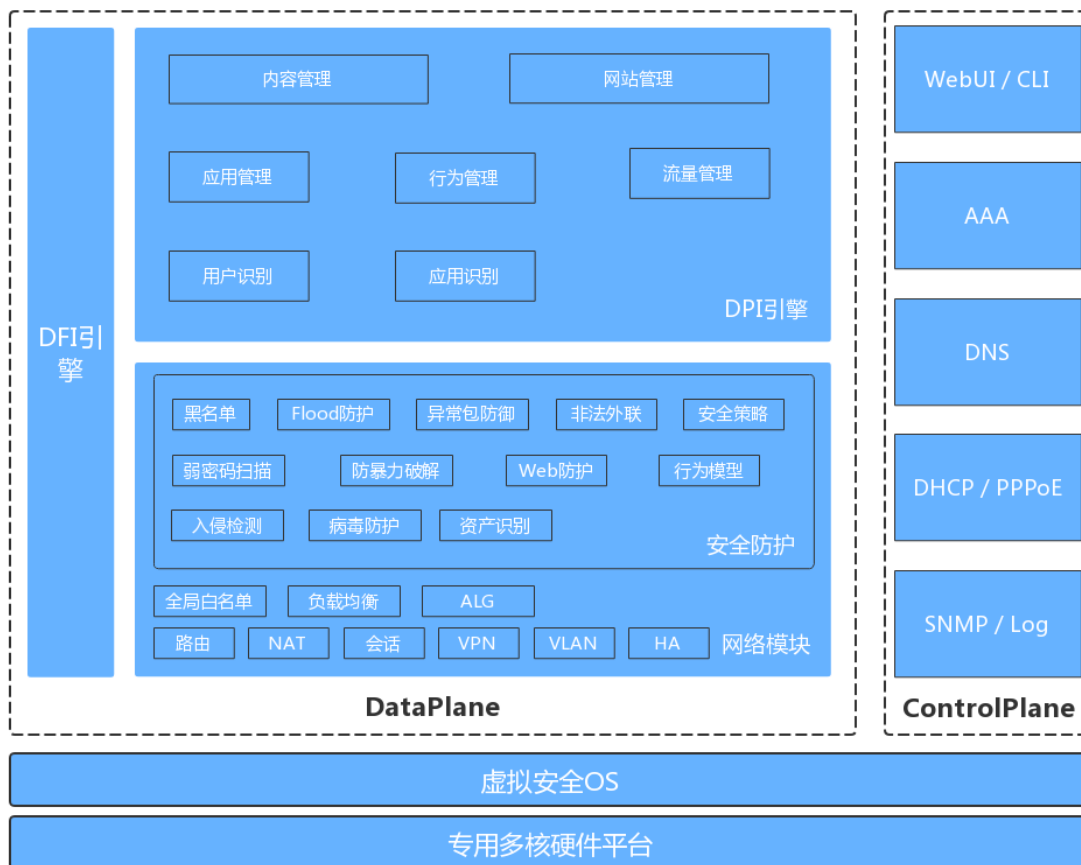 内容管理
网站管理
应用管理
行为管理
流量管理
用户识别
应用识别
DPI引擎
DFI引
擎
黑名单
Flood防护
异常包防御
非法外联
安全策略
弱密码扫描
防暴力破解
Web防护
行为模型
入侵检测
病毒防护
资产识别
安全防护
全局白名单
负载均衡
ALG
路由
NAT
会话
VPN
VLAN
HA
网络模块
DataPlane
WebUI / CLI
AAA
DNS
DHCP / PPPoE
SNMP / Log
ControlPlane
虚拟安全OS
专用多核硬件平台